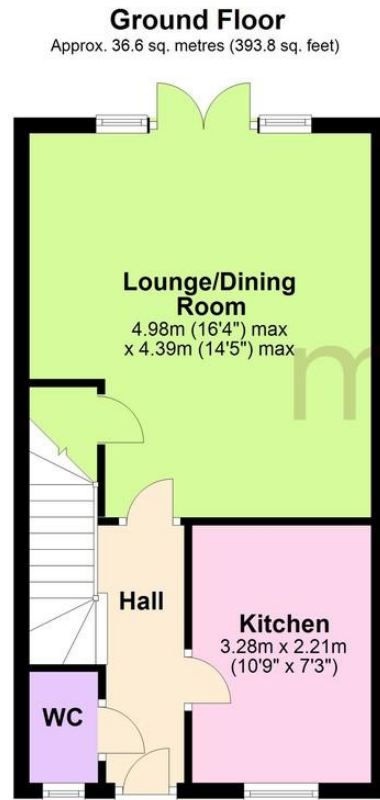 Ground Floor
Approx. 36.6 sq. metres (393.8 sq. feet)
Lounge/Dining
Room
4.98m (16'4") max
x 4.39m (14'5") max
m
Hall
Kitchen
3.28m x 2.21m
(10'9" x 7'3")
WC